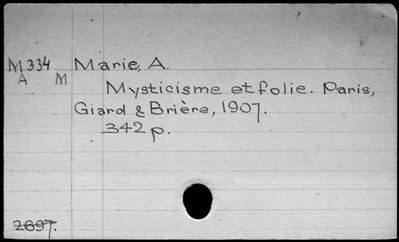 M334 Marie, A.
A M
Mysticisme et folie. Paris,
Giard & Brière, 1907.
342 p.
2697.